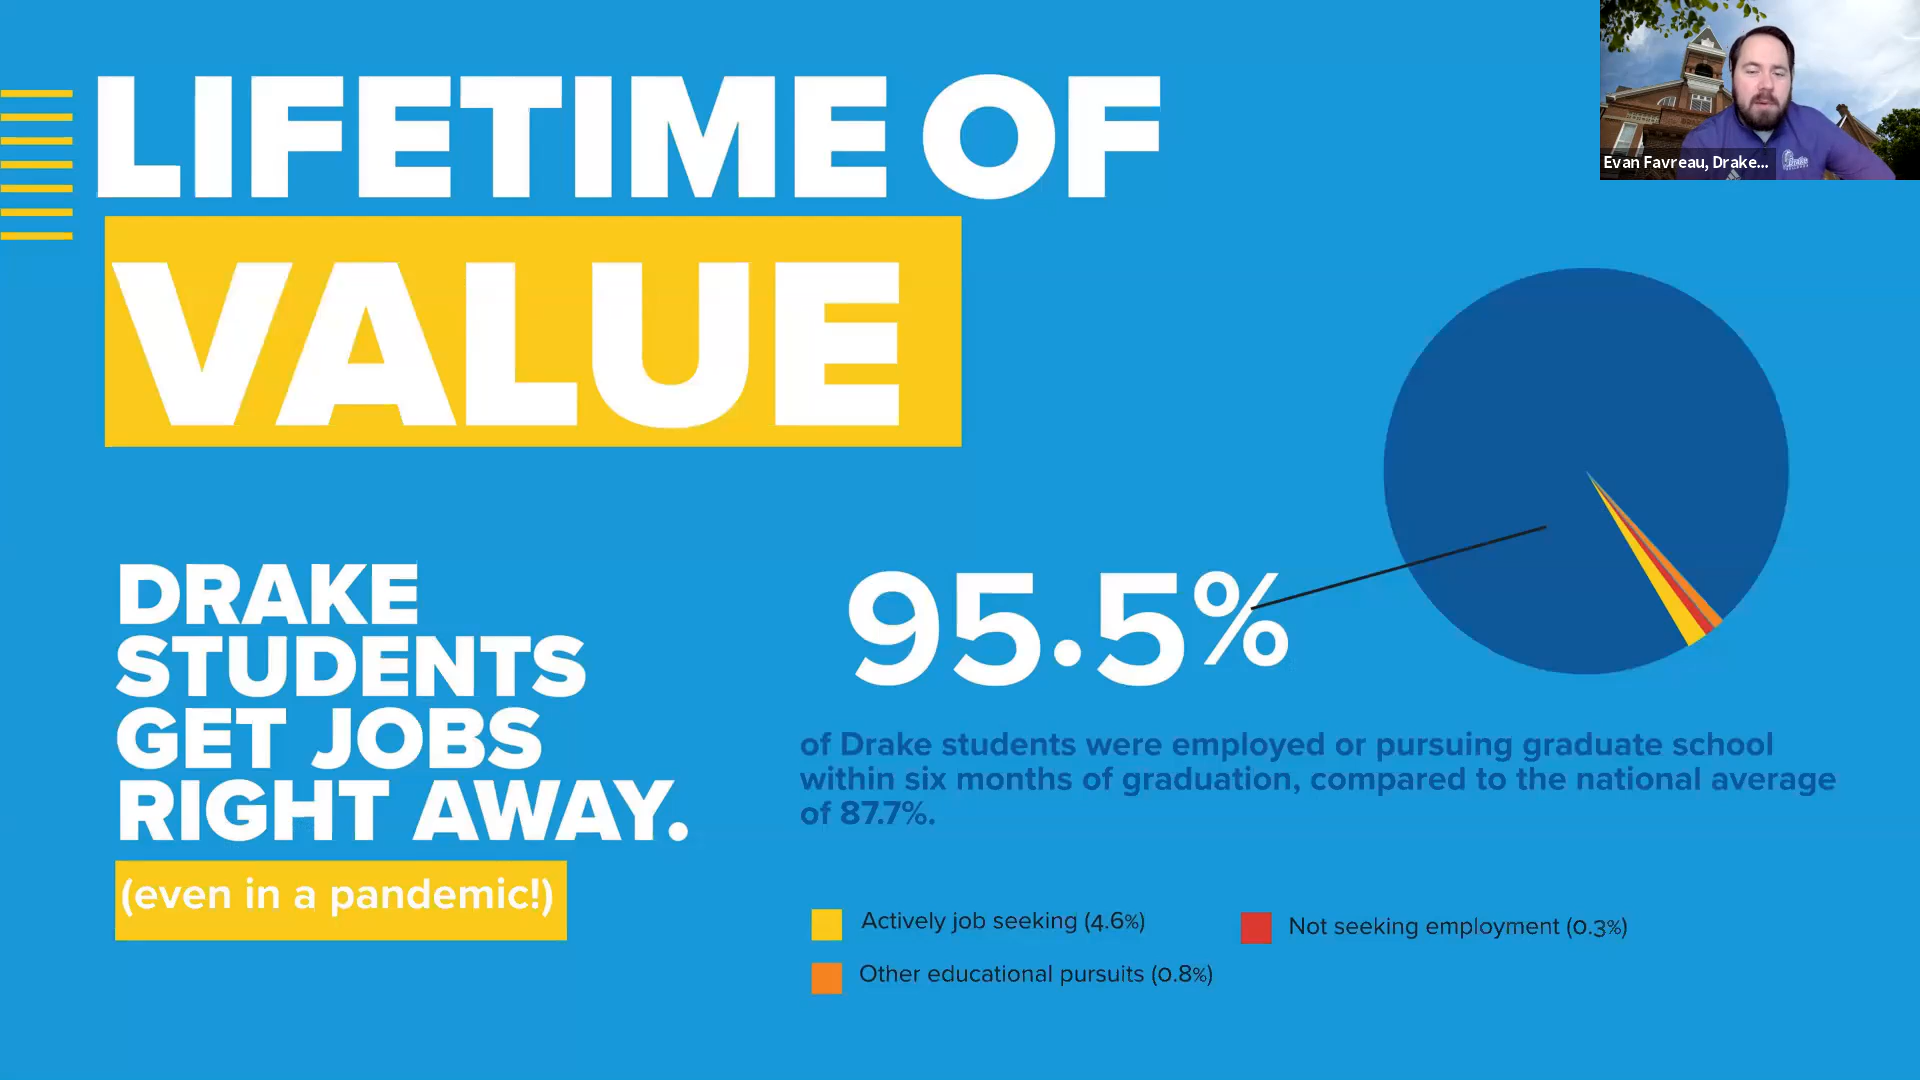 LIFETIME OF
VALUE
Evan Favreau, Drake...
DRAKE
STUDENTS
GET JOBS
RIGHT AWAY.
(even in a pandemic!)
95.5%
of Drake students were employed or pursuing graduate school
within six months of graduation, compared to the national average
of 87.7%.
Actively job seeking (4.6%)
Not seeking employment (0.3%)
Other educational pursuits (0.8%)